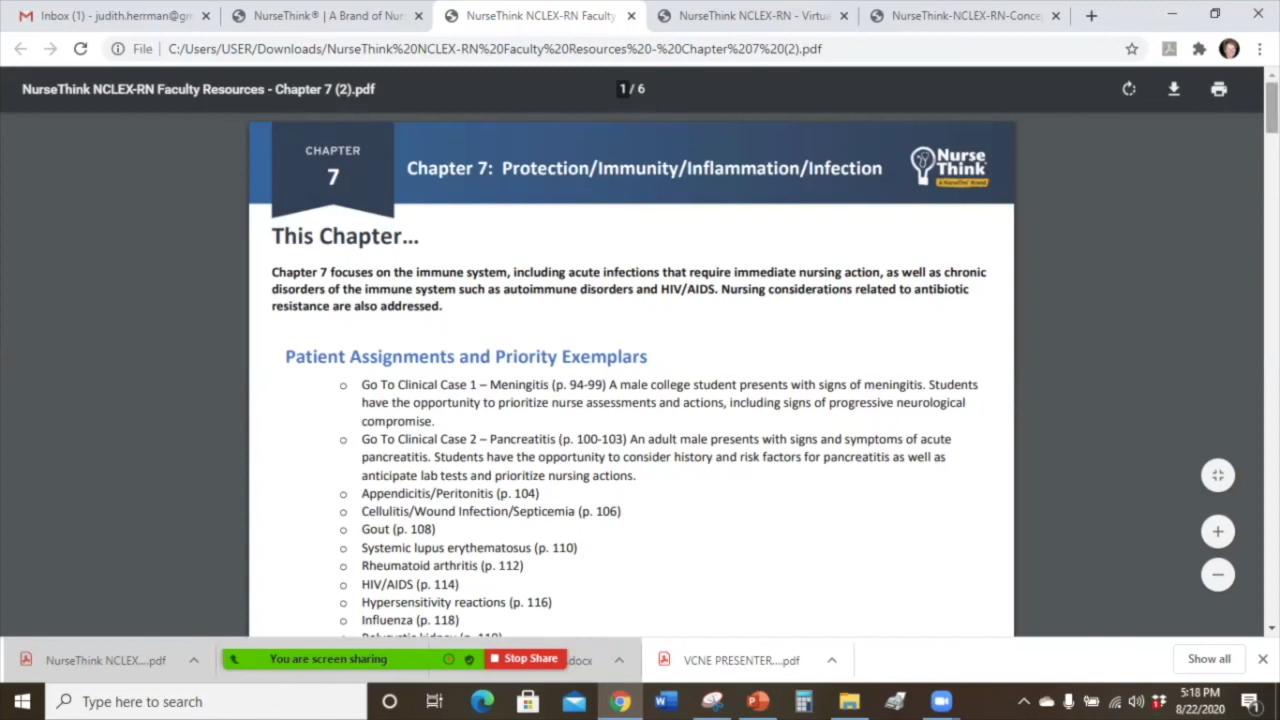 Inbox (1) - judith.herrman@gm
NurseThink® | A Brand of Nur
NurseThink NCLEX-RN Faculty
NurseThink NCLEX-RN - Virtua
NurseThink-NCLEX-RN-Conce
File | C:/Users/USER/Downloads/NurseThink%20NCLEX-RN%20Faculty%20Resources%20-%20Chapter%207%20(2).pdf
NurseThink NCLEX-RN Faculty Resources - Chapter 7 (2).pdf
1 / 6
CHAPTER
7
Chapter 7: Protection/Immunity/Inflammation/Infection
Nurse
Think
This Chapter...
Chapter 7 focuses on the immune system, including acute infections that require immediate nursing action, as well as chronic
disorders of the immune system such as autoimmune disorders and HIV/AIDS. Nursing considerations related to antibiotic
resistance are also addressed.
Patient Assignments and Priority Exemplars
o Go To Clinical Case 1 – Meningitis (p. 94-99) A male college student presents with signs of meningitis. Students
have the opportunity to prioritize nurse assessments and actions, including signs of progressive neurological
compromise.
o Go To Clinical Case 2 – Pancreatitis (p. 100-103) An adult male presents with signs and symptoms of acute
pancreatitis. Students have the opportunity to consider history and risk factors for pancreatitis as well as
anticipate lab tests and prioritize nursing actions.
o Appendicitis/Peritonitis (p. 104)
o Cellulitis/Wound Infection/Septicemia (p. 106)
o Gout (p. 108)
o Systemic lupus erythematosus (p. 110)
o Rheumatoid arthritis (p. 112)
o HIV/AIDS (p. 114)
o Hypersensitivity reactions (p. 116)
o Influenza (p. 118)
NurseThink NCLEX....pdf
You are screen sharing
Stop Share
.docx
VCNE PRESENTER....pdf
Show all
Type here to search
5:18 PM
8/22/2020